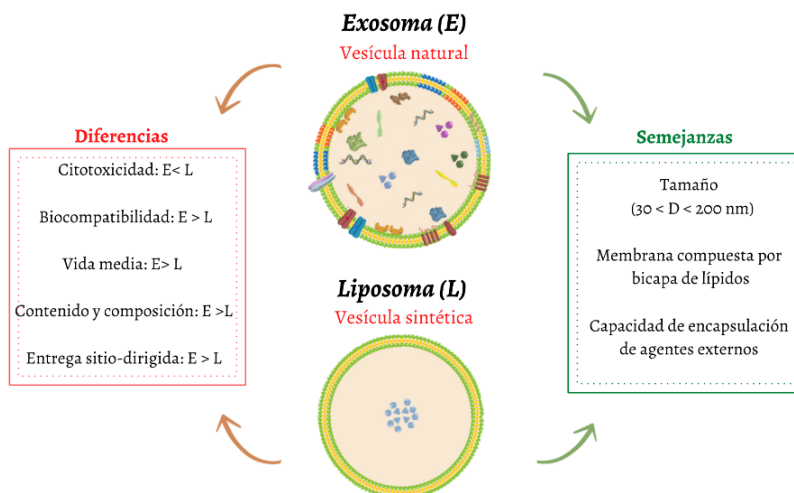 Exosoma (E)
Vesícula natural
Diferencias
Citotoxicidad: E< L
Biocompatibilidad: E > L
Vida media: E> L
Contenido y composición: E >L
Entrega sitio-dirigida: E > L
Semejanzas
Tamaño
(30 < D < 200 nm)
Membrana compuesta por
bicapa de lípidos
Capacidad de encapsulación
de agentes externos
Liposoma (L)
Vesícula sintética